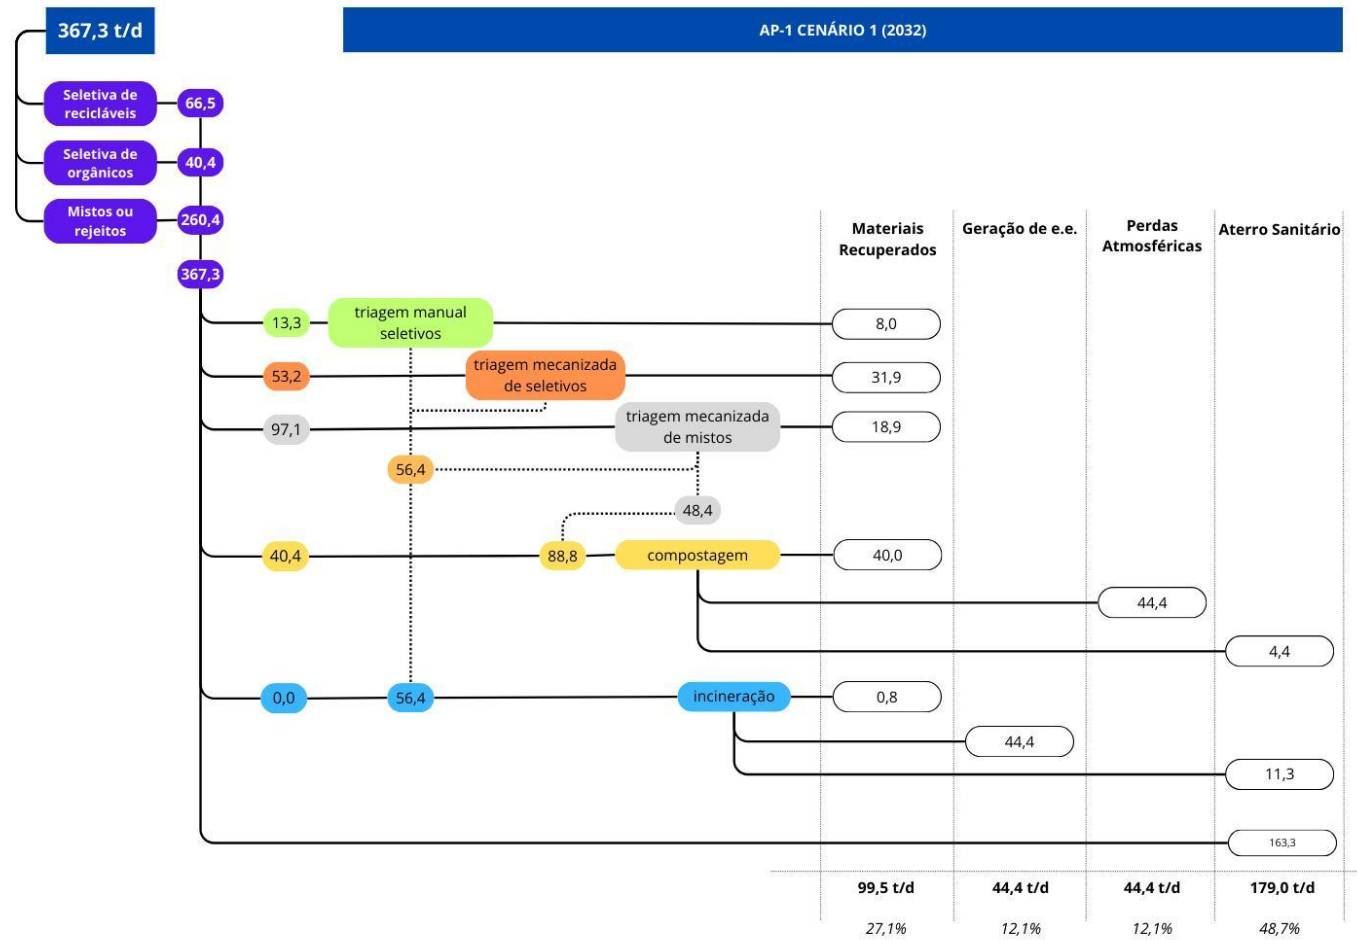 367,3 t/d
AP-1 CENÁRIO 1 (2032)
Seletiva de
recicláveis
66,5
Seletiva de
orgânicos
40,4
Mistos ou
rejeitos
260,4
367,3
Materiais
Recuperados
Geração de e.e.
Perdas
Atmosféricas
Aterro Sanitário
13,3
triagem manual
seletivos
8,0
53,2
triagem mecanizada
de seletivos
31,9
97,1
triagem mecanizada
de mistos
18,9
56,4
48,4
40,4
88,8
compostagem
40,0
44,4
4,4
0,0
56,4
incineração
0,8
44,4
11,3
163,3
99,5 t/d
44,4 t/d
44,4 t/d
179,0 t/d
27,1%
12,1%
12,1%
48,7%